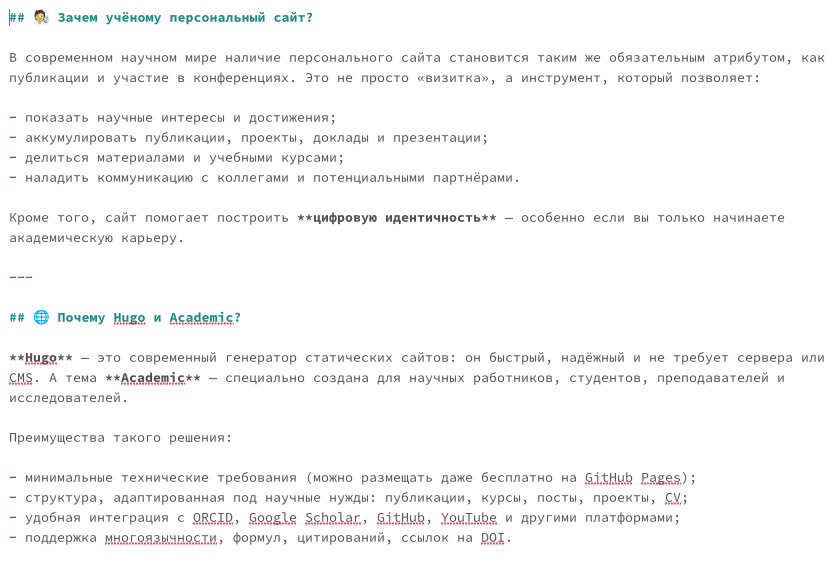 ## 🧑‍🔬 Зачем учёному персональный сайт?
В современном научном мире наличие персонального сайта становится таким же обязательным атрибутом, как
публикации и участие в конференциях. Это не просто «визитка», а инструмент, который позволяет:
- показать научные интересы и достижения;
- аккумулировать публикации, проекты, доклады и презентации;
- делиться материалами и учебными курсами;
- наладить коммуникацию с коллегами и потенциальными партнёрами.
Кроме того, сайт помогает построить **цифровую идентичность** — особенно если вы только начинаете
академическую карьеру.
---
## 🌐 Почему Hugo и Academic?
**Hugo** — это современный генератор статических сайтов: он быстрый, надёжный и не требует сервера или
CMS. А тема **Academic** — специально создана для научных работников, студентов, преподавателей и
исследователей.
Преимущества такого решения:
- минимальные технические требования (можно размещать даже бесплатно на GitHub Pages);
- структура, адаптированная под научные нужды: публикации, курсы, посты, проекты, CV;
- удобная интеграция с ORCID, Google Scholar, GitHub, YouTube и другими платформами;
- поддержка многоязычности, формул, цитирований, ссылок на DOI.